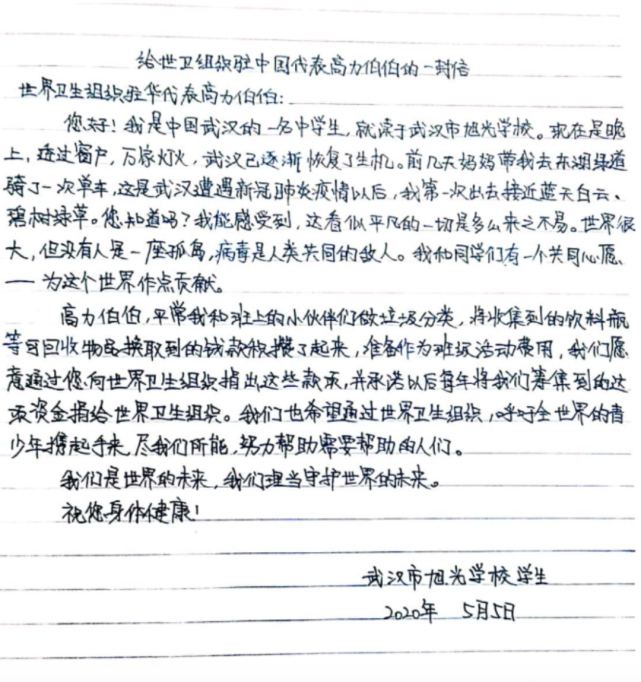 给世卫组织驻中国代表高力伯伯的一封信
世界卫生组织驻华代表高力伯伯:
您好!我是中国武汉的一名中学生,就读于武汉市旭光学校。现在是晚
上,透过窗户,万家灯火,武汉已逐渐恢复了生机。前几天妈妈带我去东湖绿道
骑了一次单车,这是武汉遭遇新冠肺炎疫情以后,我第一次出去接近蓝天白云、
碧树绿草。您知道吗?我能感受到,这看似平凡的一切是多么来之不易。世界很
大,但没有人是一座孤岛,病毒是人类共同的敌人。我和同学们有一个共同心愿
——为这个世界作点贡献。
高力伯伯,平常我和班上的小伙伴们做垃圾分类,将收集到的饮料瓶
等可回收物品换取到的钱款积攒了起来,准备作为班级活动费用,我们愿
意通过您向世界卫生组织捐出这些款项,并承诺以后每年将我们筹集到的这
项资金捐给世界卫生组织。我们也希望通过世界卫生组织,呼吁全世界的青
少年携起手来,尽我们所能,努力帮助需要帮助的人们。
我们是世界的未来,我们理当守护世界的未来。
祝您身体健康!
武汉市旭光学校学生
2020年 5月5日